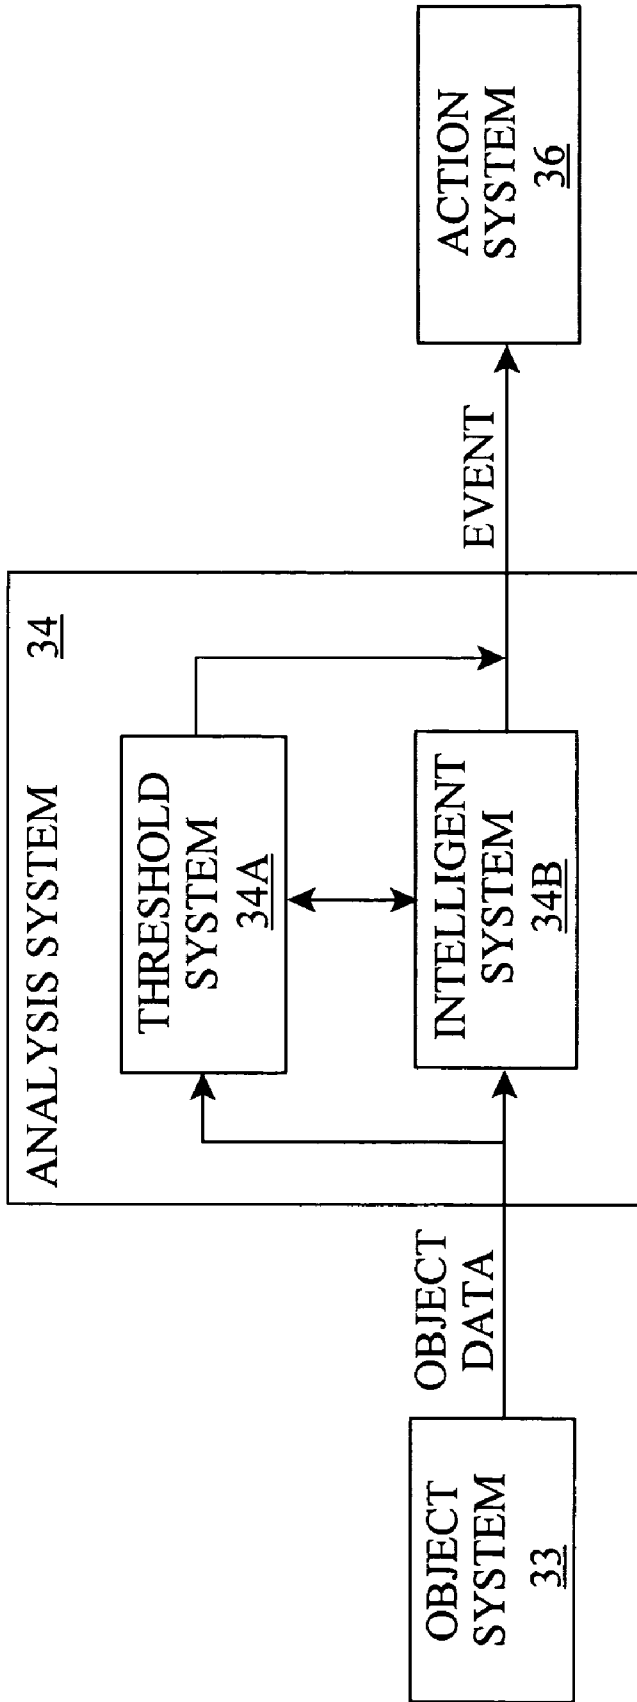 ANALYSIS SYSTEM
34
THRESHOLD
SYSTEM
34A
INTELLIGENT
SYSTEM
34B
OBJECT
SYSTEM
33
OBJECT
DATA
EVENT
ACTION
SYSTEM
36